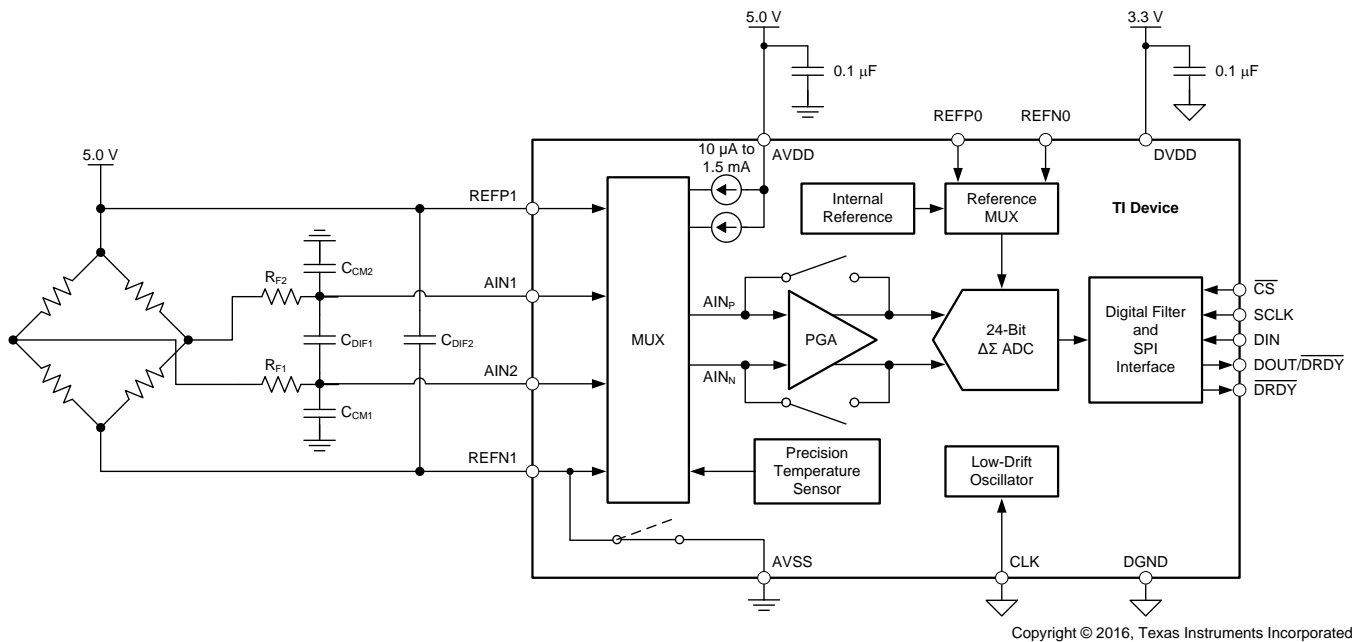 5.0 V
3.3 V
0.1 μF
0.1 μF
REFP0
REFN0
5.0 V
10 μA to
1.5 mA
AVDD
DVDD
REFP1
Internal
Reference
Reference
MUX
TI Device
CCM2
RF2
AIN1
AINP
CS
SCLK
DIN
DOUT/DRDY
DRDY
CDIF1
CDIF2
MUX
PGA
24-Bit
ΔΣ ADC
Digital Filter
and
SPI
Interface
RF1
AIN2
AINN
CCM1
REFN1
Precision
Temperature
Sensor
Low-Drift
Oscillator
AVSS
CLK
DGND
Copyright © 2016, Texas Instruments Incorporated